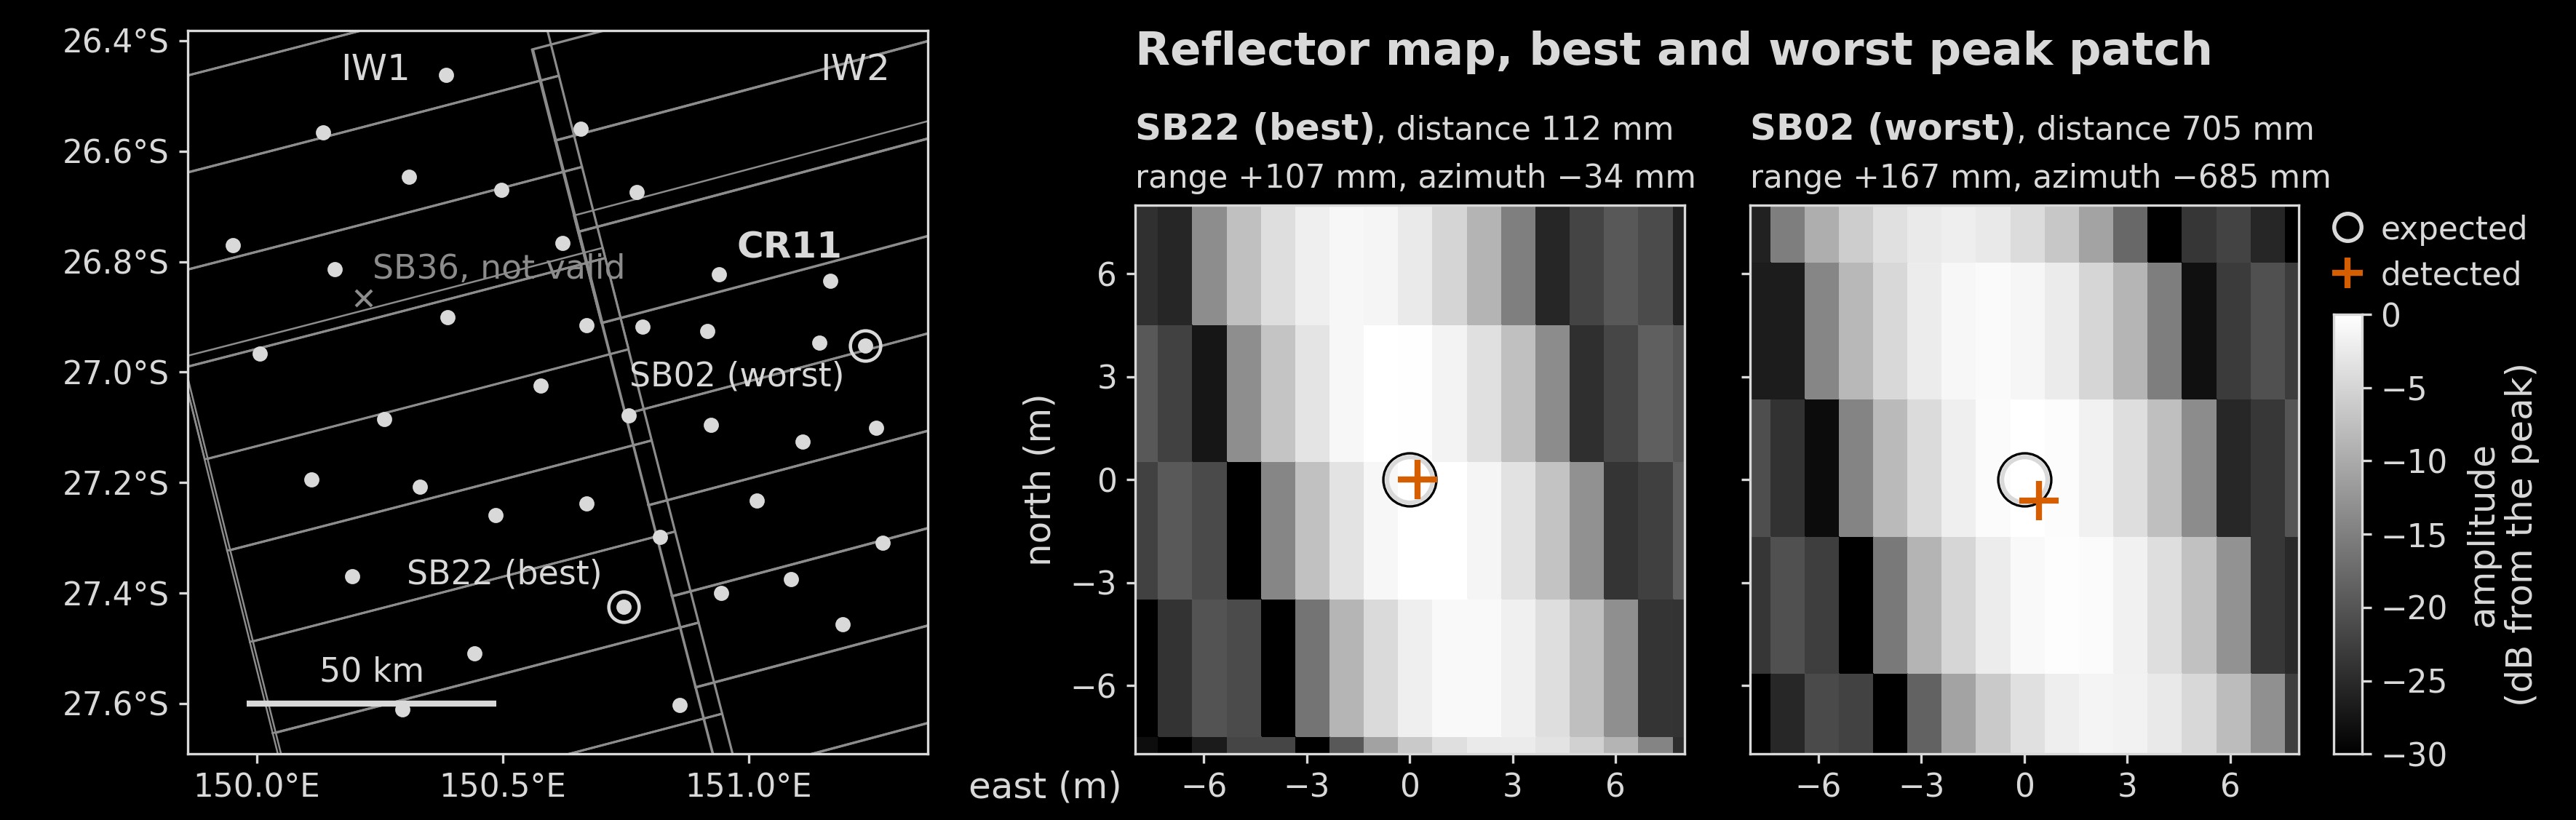 Reflector map, best and worst peak patch
26.4°S
26.6°S
26.8°S
27.0°S
27.2°S
27.4°S
27.6°S
150.0°E
150.5°E
151.0°E
IW1
IW2
CR11
SB36, not valid
SB02 (worst)
SB22 (best)
50 km
SB22 (best), distance 112 mm
range +107 mm, azimuth −34 mm
north (m)
6
3
0
−3
−6
east (m)
−6
−3
0
3
6
SB02 (worst), distance 705 mm
range +167 mm, azimuth −685 mm
−6
−3
0
3
6
expected
detected
0
−5
−10
−15
−20
−25
−30
amplitude
(dB from the peak)